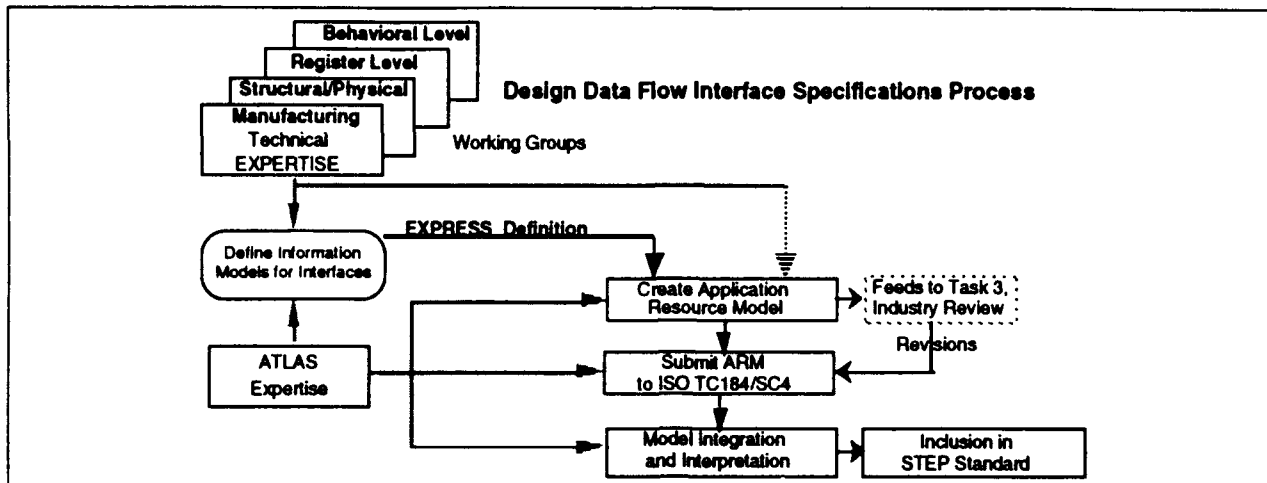 Behavioral Level
Register Level
Structural/Physical
Manufacturing
Technical
EXPERTISE
Design Data Flow Interface Specifications Process
Working Groups
EXPRESS Definition
Define Information
Models for Interfaces
Create Application
Resource Model
Feeds to Task 3,
Industry Review
Revisions
ATLAS
Expertise
Submit ARM
to ISO TC184/SC4
Model Integration
and Interpretation
Inclusion in
STEP Standard